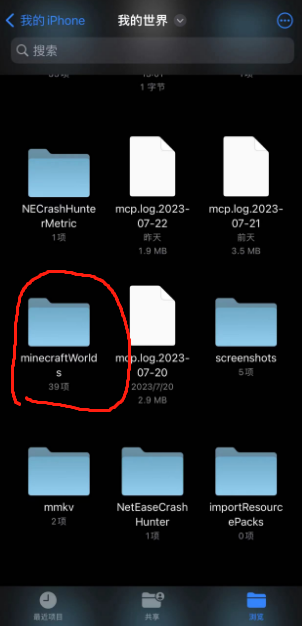 我的 iPhone
我的世界
搜索
1 字节
NECrashHunterMetric
1项
mcp.log.2023-07-22
昨天
1.9 MB
mcp.log.2023-07-21
前天
3.5 MB
minecraftWorlds
39项
mcp.log.2023-07-20
2023/7/20
2.9 MB
screenshots
5项
mmkv
2项
NetEaseCrashHunter
1项
importResourcePacks
0项
最近项目
共享
浏览